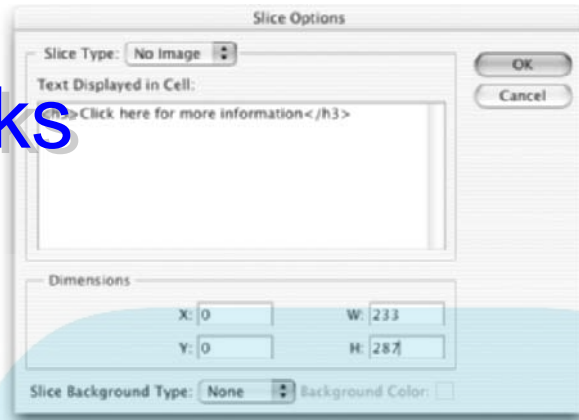 Slice Options
Slice Type: No Image
OK
Text Displayed in Cell:
Cancel
ks
<h3>Click here for more information</h3>
Dimensions
X: 0 W: 233
Y: 0 H: 287
Slice Background Type: None Background Color: